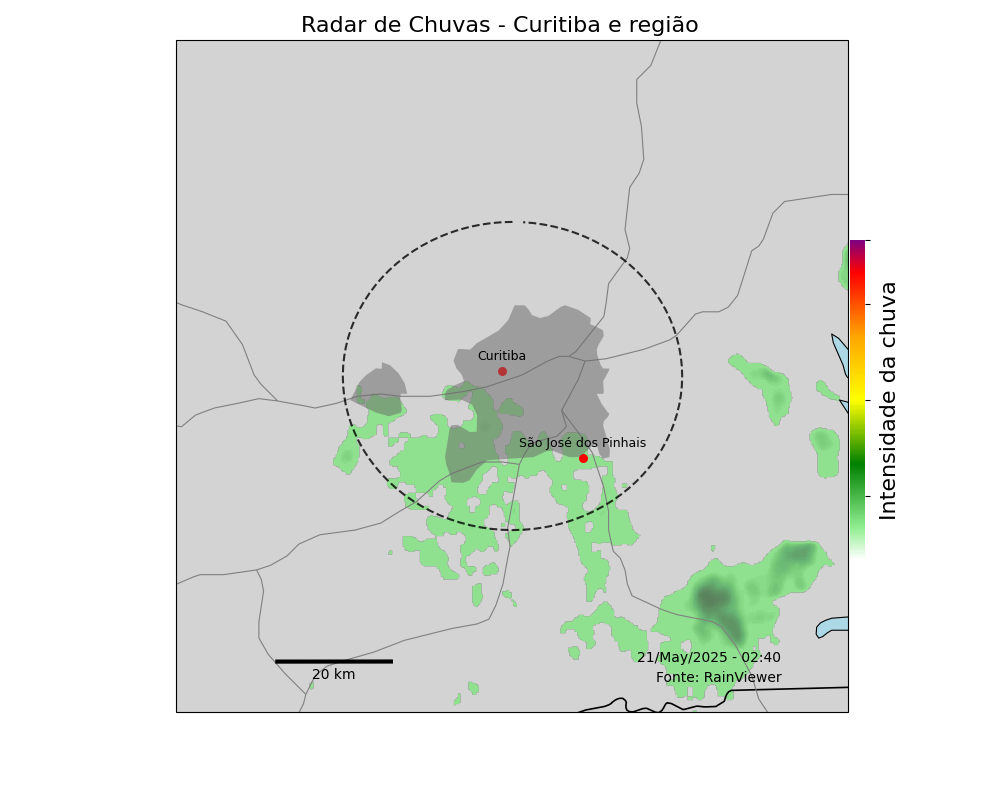 Radar de Chuvas - Curitiba e região
Curitiba
São José dos Pinhais
Intensidade da chuva
20 km
21/May/2025 - 02:40
Fonte: RainViewer